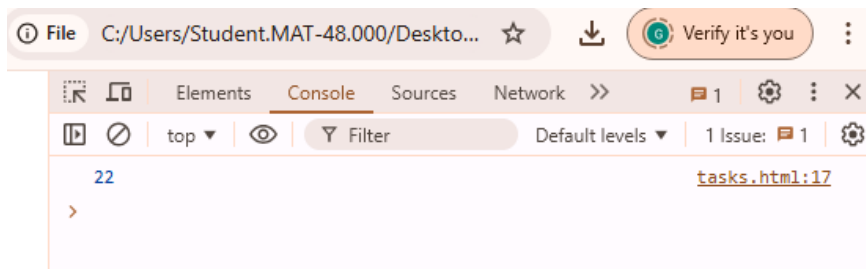 File C:/Users/Student.MAT-48.000/Deskto... G Verify it's you
Elements Console Sources Network 1
top Filter Default levels 1 Issue: 1
22 tasks.html:17